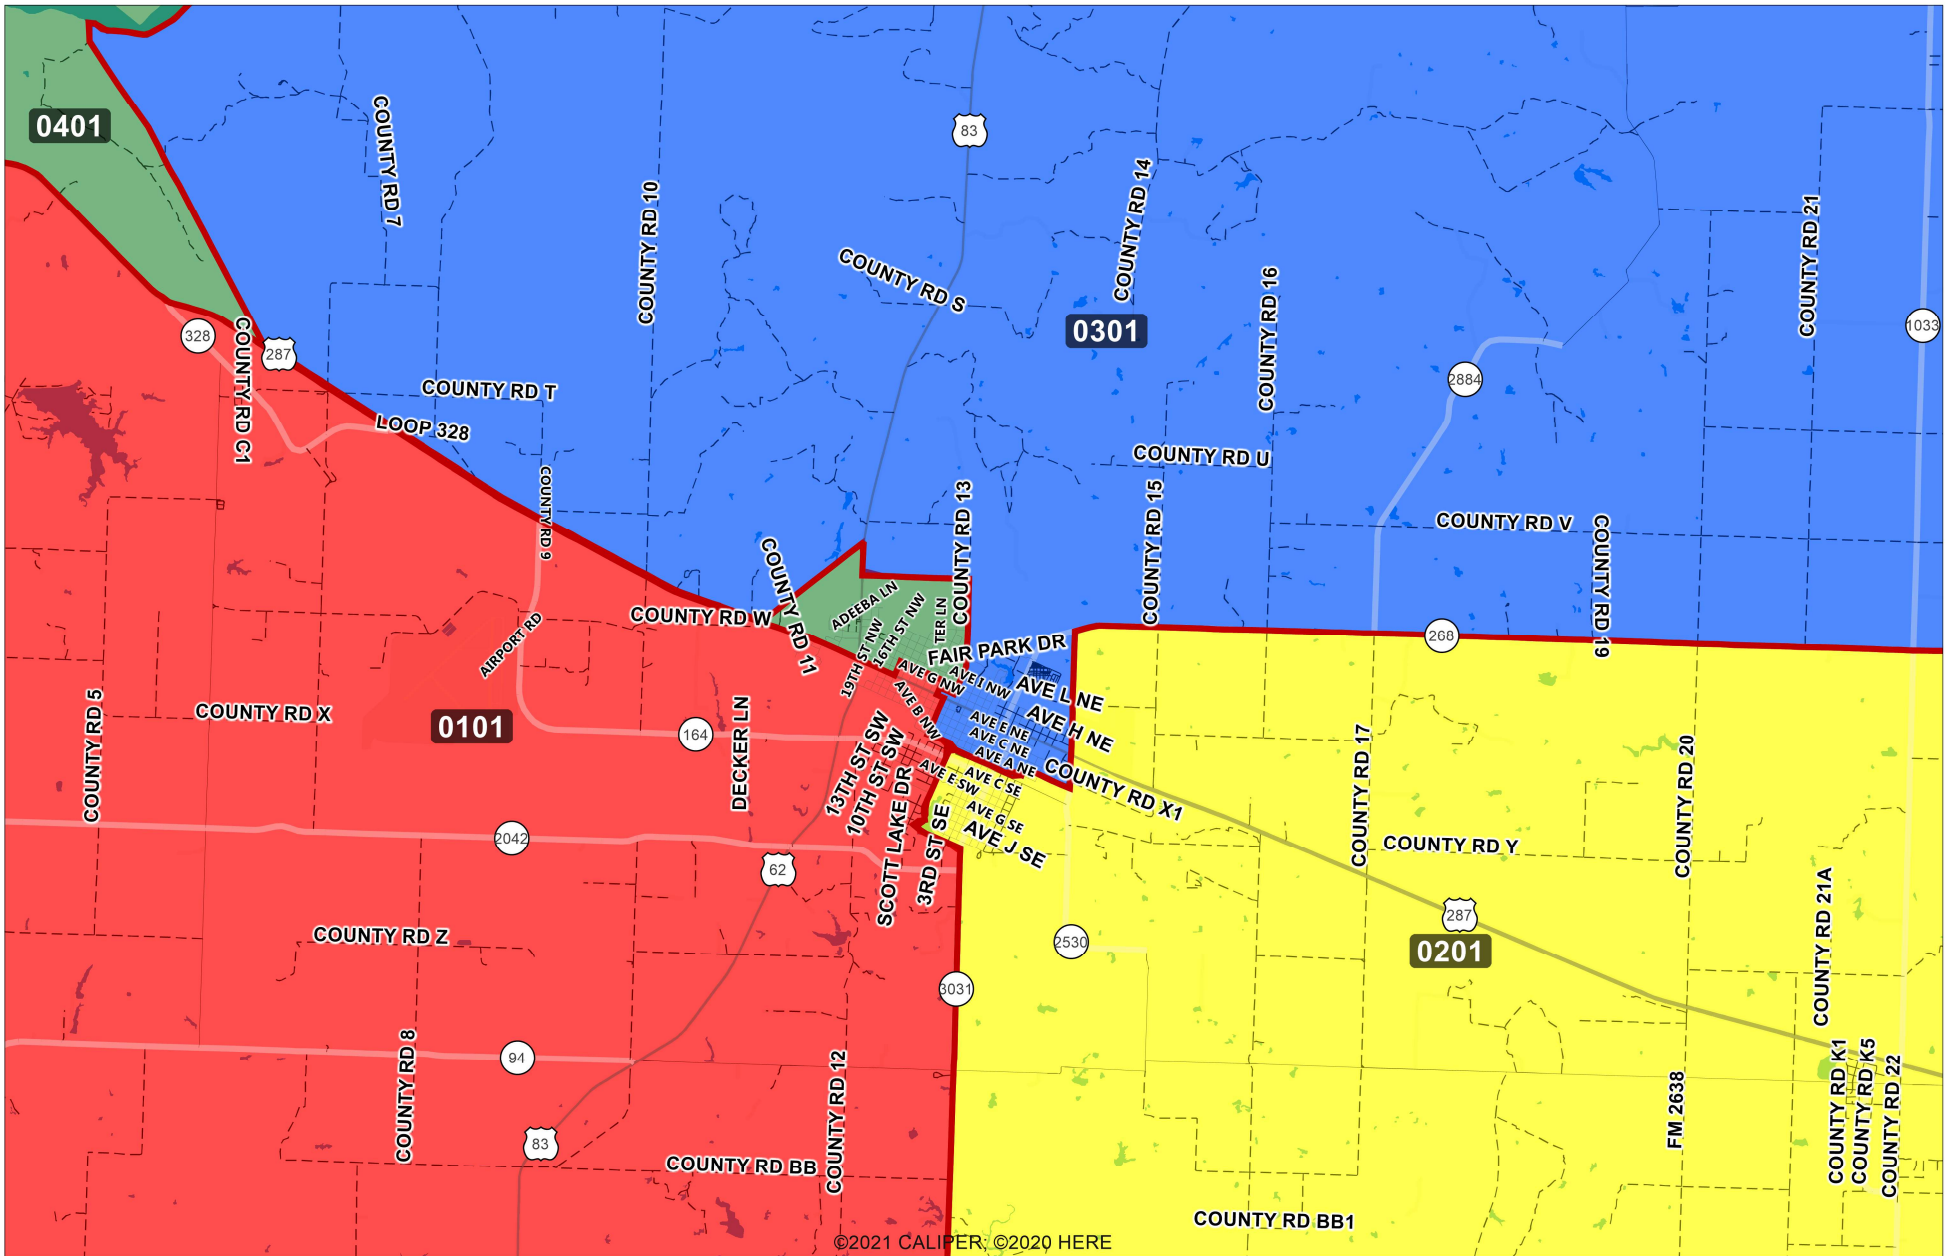 0401
COUNTY RD 7
COUNTY RD 10
83
COUNTY RD 14
COUNTY RD 21
COUNTY RD S
COUNTY RD 16
0301
1033
328
COUNTY RD C1
287
COUNTY RD T
2884
LOOP 328
COUNTY RD U
COUNTY RD 9
COUNTY RD 13
COUNTY RD 15
COUNTY RD V
COUNTY RD 19
COUNTY RD 11
COUNTY RD W
ADEEBA LN
19TH ST NW
16TH ST NW
TER LN
268
AIRPORT RD
FAIR PARK DR
AVE G NW
AVE I NW
AVE B NW
AVE L NE
AVE H NE
AVE E NE
AVE C NE
AVE A NE
COUNTY RD 5
COUNTY RD X
0101
164
DECKER LN
13TH ST SW
10TH ST SW
SCOTT LAKE DR
3RD ST SE
AVE E SW
AVE C SE
AVE G SE
AVE J SE
COUNTY RD X1
COUNTY RD 17
COUNTY RD 20
COUNTY RD Y
2042
62
COUNTY RD 21A
287
0201
COUNTY RD Z
2530
3031
94
COUNTY RD 8
COUNTY RD 12
FM 2638
COUNTY RD K1
COUNTY RD K5
COUNTY RD 22
83
COUNTY RD BB
COUNTY RD BB1
©2021 CALIPER; ©2020 HERE